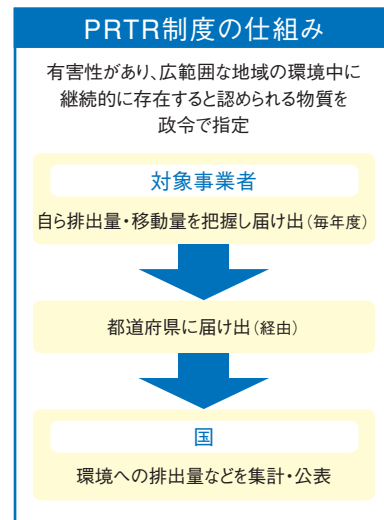 PRTR制度の仕組み
有害性があり、広範囲な地域の環境中に
継続的に存在すると認められる物質を
政令で指定
対象事業者
自ら排出量・移動量を把握し届け出（毎年度）
都道府県に届け出（経由）
国
環境への排出量などを集計・公表